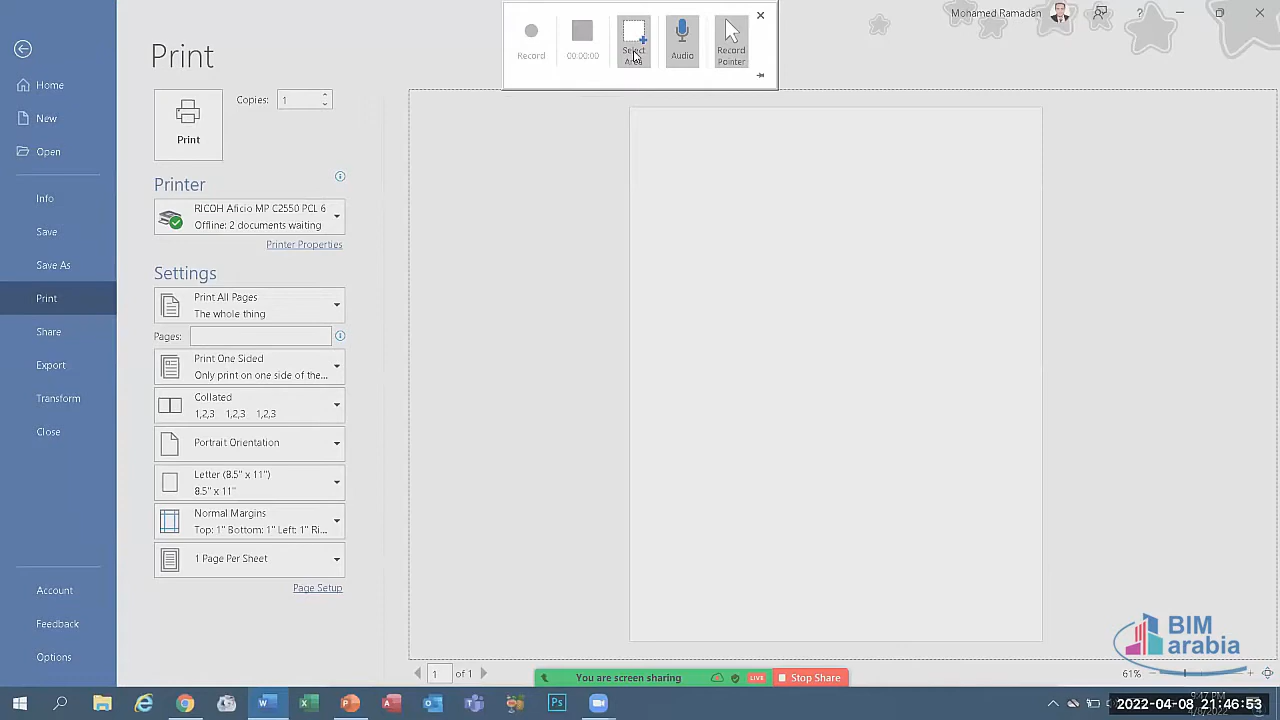 Mohamed Ramadan
?
Record
00:00:00
Select
Area
Audio
Record
Pointer
Print
Home
New
Open
Info
Save
Save As
Print
Share
Export
Transform
Close
Account
Feedback
Options
Print
Copies: 1
Printer
RICOH Aficio MP C2550 PCL 6
Offline: 2 documents waiting
Printer Properties
Settings
Print All Pages
The whole thing
Pages:
Print One Sided
Only print on one side of the...
Collated
1,2,3 1,2,3 1,2,3
Portrait Orientation
Letter (8.5" x 11")
8.5" x 11"
Normal Margins
Top: 1" Bottom: 1" Left: 1" Ri...
1 Page Per Sheet
Page Setup
1 of 1
You are screen sharing
LIVE
Stop Share
61%
BIM
arabia
Ps
2022-04-08 21:46:53